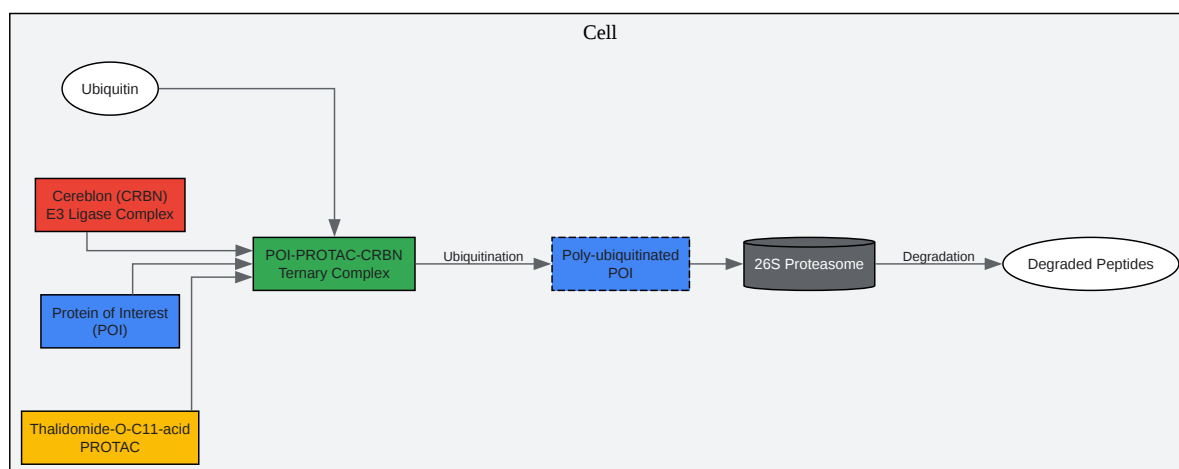 Cell
Ubiquitin
Cereblon (CRBN)
E3 Ligase Complex
POI-PROTAC-CRBN
Ternary Complex
Ubiquitination
Poly-ubiquitinated
POI
26S Proteasome
Degradation
Degraded Peptides
Protein of Interest
(POI)
Thalidomide-O-C11-acid
PROTAC